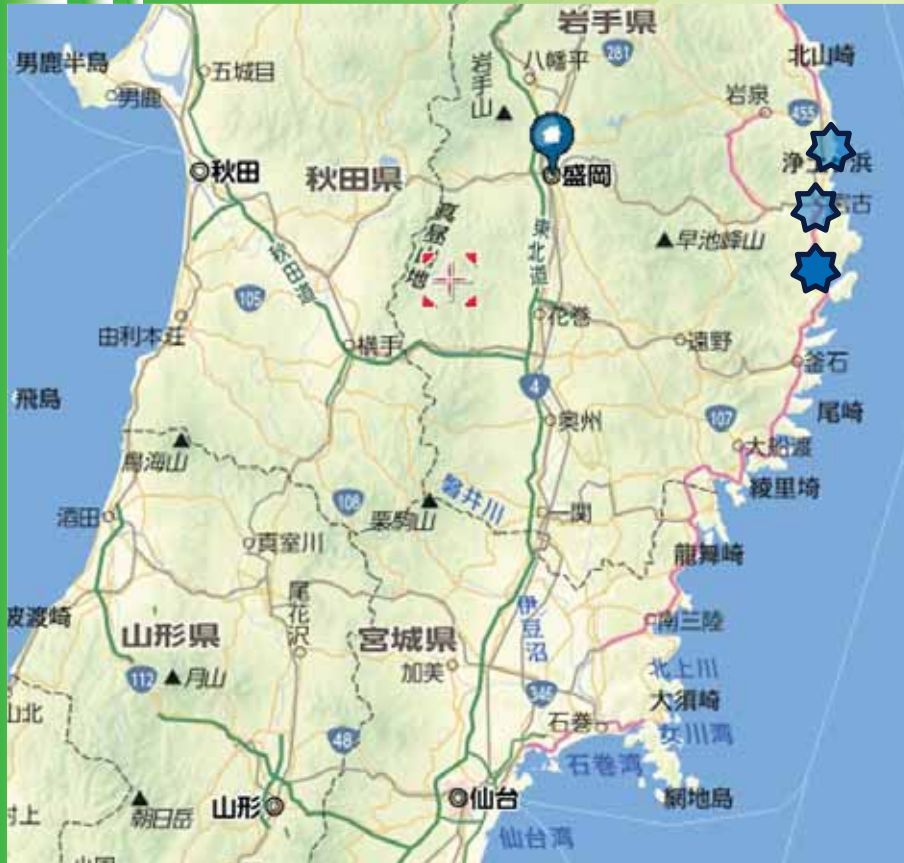 岩手県
男鹿半島
五城目
八幡平
281
北山崎
男鹿
岩手山
岩泉
455
秋田
秋田県
盛岡
浄土浜
宮古
真昼山地
東北道
早池峰山
秋田道
105
花巻
由利本荘
横手
遠野
釜石
4
飛島
奥州
107
尾崎
大船渡
鳥海山
綾里埼
108
栗駒山
磐井川
酒田
一関
真室川
龍舞崎
尾花沢
伊豆沼
波渡崎
山形県
宮城県
南三陸
加美
北上川
112
月山
346
大須崎
山北
石巻
女川湾
48
石巻湾
山形
仙台
網地島
村上
朝日岳
仙台湾